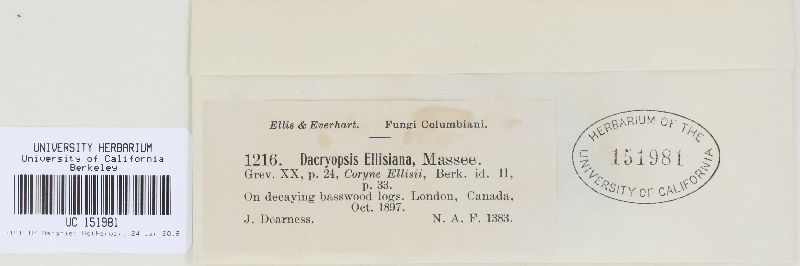 UNIVERSITY HERBARIUM
University of California
Berkeley
UC 151981
Ellis & Everhart. Fungi Columbiani.
1216. Dacryopsis Ellisiana, Massee.
Grev. XX, p. 24, Coryne Ellisii, Berk. id. II,
p. 33.
On decaying basswood logs. London, Canada,
Oct. 1897.
J. Dearness. N. A. F. 1383.
HERBARIUM OF THE
151981
UNIVERSITY OF CALIFORNIA